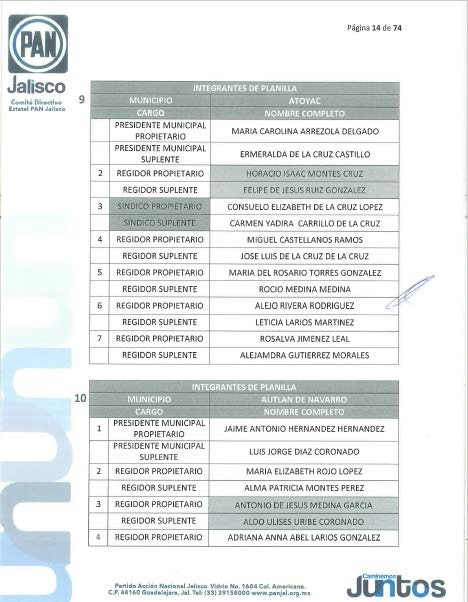 Página 14 de 74
PAN
Jalisco
Comité Directivo
Estatal PAN Jalisco
9
INTEGRANTES DE PLANILLA
MUNICIPIO ATOYAC
CARGO NOMBRE COMPLETO
PRESIDENTE MUNICIPAL PROPIETARIO MARIA CAROLINA ARREZOLA DELGADO
PRESIDENTE MUNICIPAL SUPLENTE ERMERALDA DE LA CRUZ CASTILLO
2 REGIDOR PROPIETARIO HORACIO ISAAC MONTES CRUZ
REGIDOR SUPLENTE FELIPE DE JESUS RUIZ GONZALEZ
3 SINDICO PROPIETARIO CONSUELO ELIZABETH DE LA CRUZ LOPEZ
SINDICO SUPLENTE CARMEN YADIRA CARRILLO DE LA CRUZ
4 REGIDOR PROPIETARIO MIGUEL CASTELLANOS RAMOS
REGIDOR SUPLENTE JOSE LUIS DE LA CRUZ DE LA CRUZ
5 REGIDOR PROPIETARIO MARIA DEL ROSARIO TORRES GONZALEZ
REGIDOR SUPLENTE ROCIO MEDINA MEDINA
6 REGIDOR PROPIETARIO ALEJO RIVERA RODRIGUEZ
REGIDOR SUPLENTE LETICIA LARIOS MARTINEZ
7 REGIDOR PROPIETARIO ROSALVA JIMENEZ LEAL
REGIDOR SUPLENTE ALEJAMDRA GUTIERREZ MORALES
10
INTEGRANTES DE PLANILLA
MUNICIPIO AUTLAN DE NAVARRO
CARGO NOMBRE COMPLETO
1 PRESIDENTE MUNICIPAL PROPIETARIO JAIME ANTONIO HERNANDEZ HERNANDEZ
PRESIDENTE MUNICIPAL SUPLENTE LUIS JORGE DIAZ CORONADO
2 REGIDOR PROPIETARIO MARIA ELIZABETH ROJO LOPEZ
REGIDOR SUPLENTE ALMA PATRICIA MONTES PEREZ
3 REGIDOR PROPIETARIO ANTONIO DE JESUS MEDINA GARCIA
REGIDOR SUPLENTE ALDO ULISES URIBE CORONADO
4 REGIDOR PROPIETARIO ADRIANA ANNA ABEL LARIOS GONZALEZ
Partido Acción Nacional Jalisco. Vidrio No. 1604 Col. Americana.
C.P. 44160 Guadalajara, Jal. Tel: (33) 39158000 www.panjal.org.mx
Caminemos
Juntos